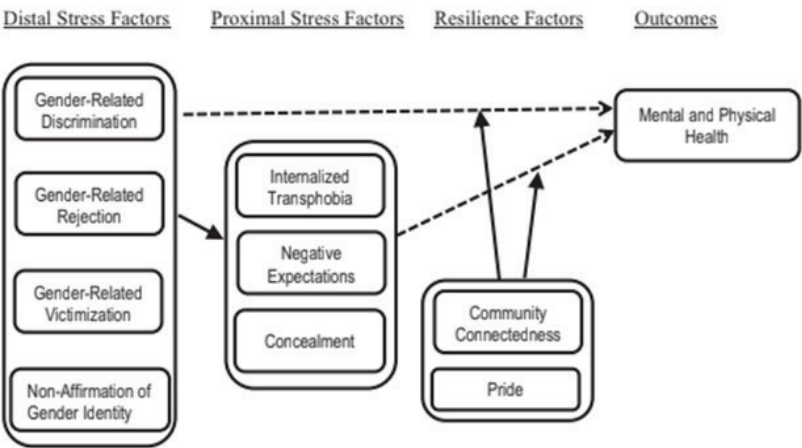 Distal Stress Factors
Proximal Stress Factors
Resilience Factors
Outcomes
Gender-Related
Discrimination
Gender-Related
Rejection
Gender-Related
Victimization
Non-Affirmation of
Gender Identity
Internalized
Transphobia
Negative
Expectations
Concealment
Community
Connectedness
Pride
Mental and Physical
Health